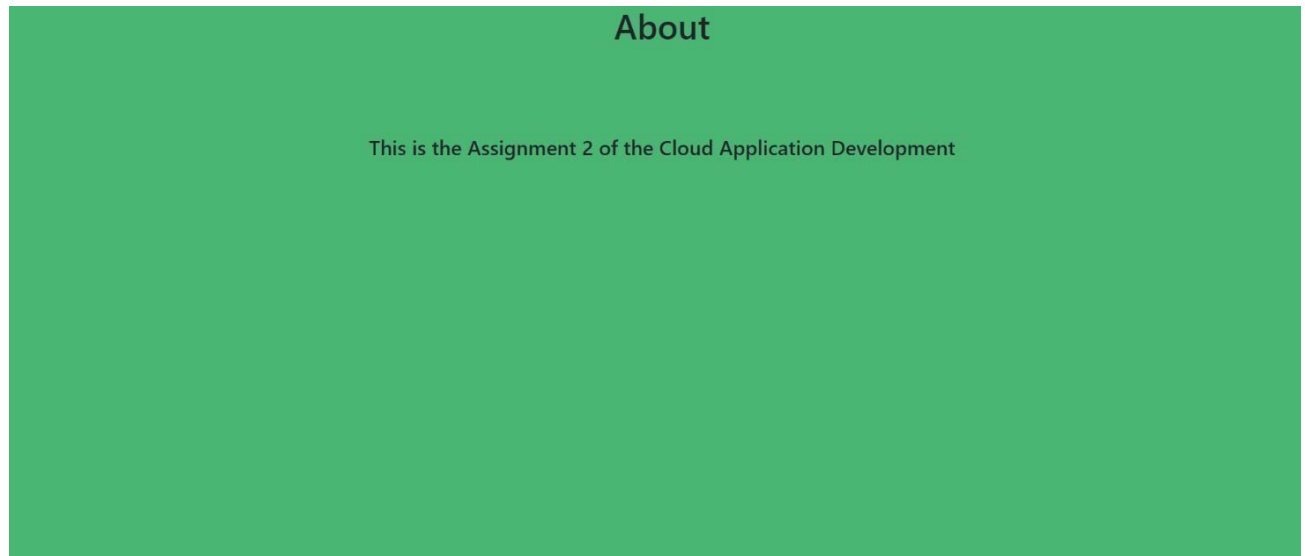 About
This is the Assignment 2 of the Cloud Application Development